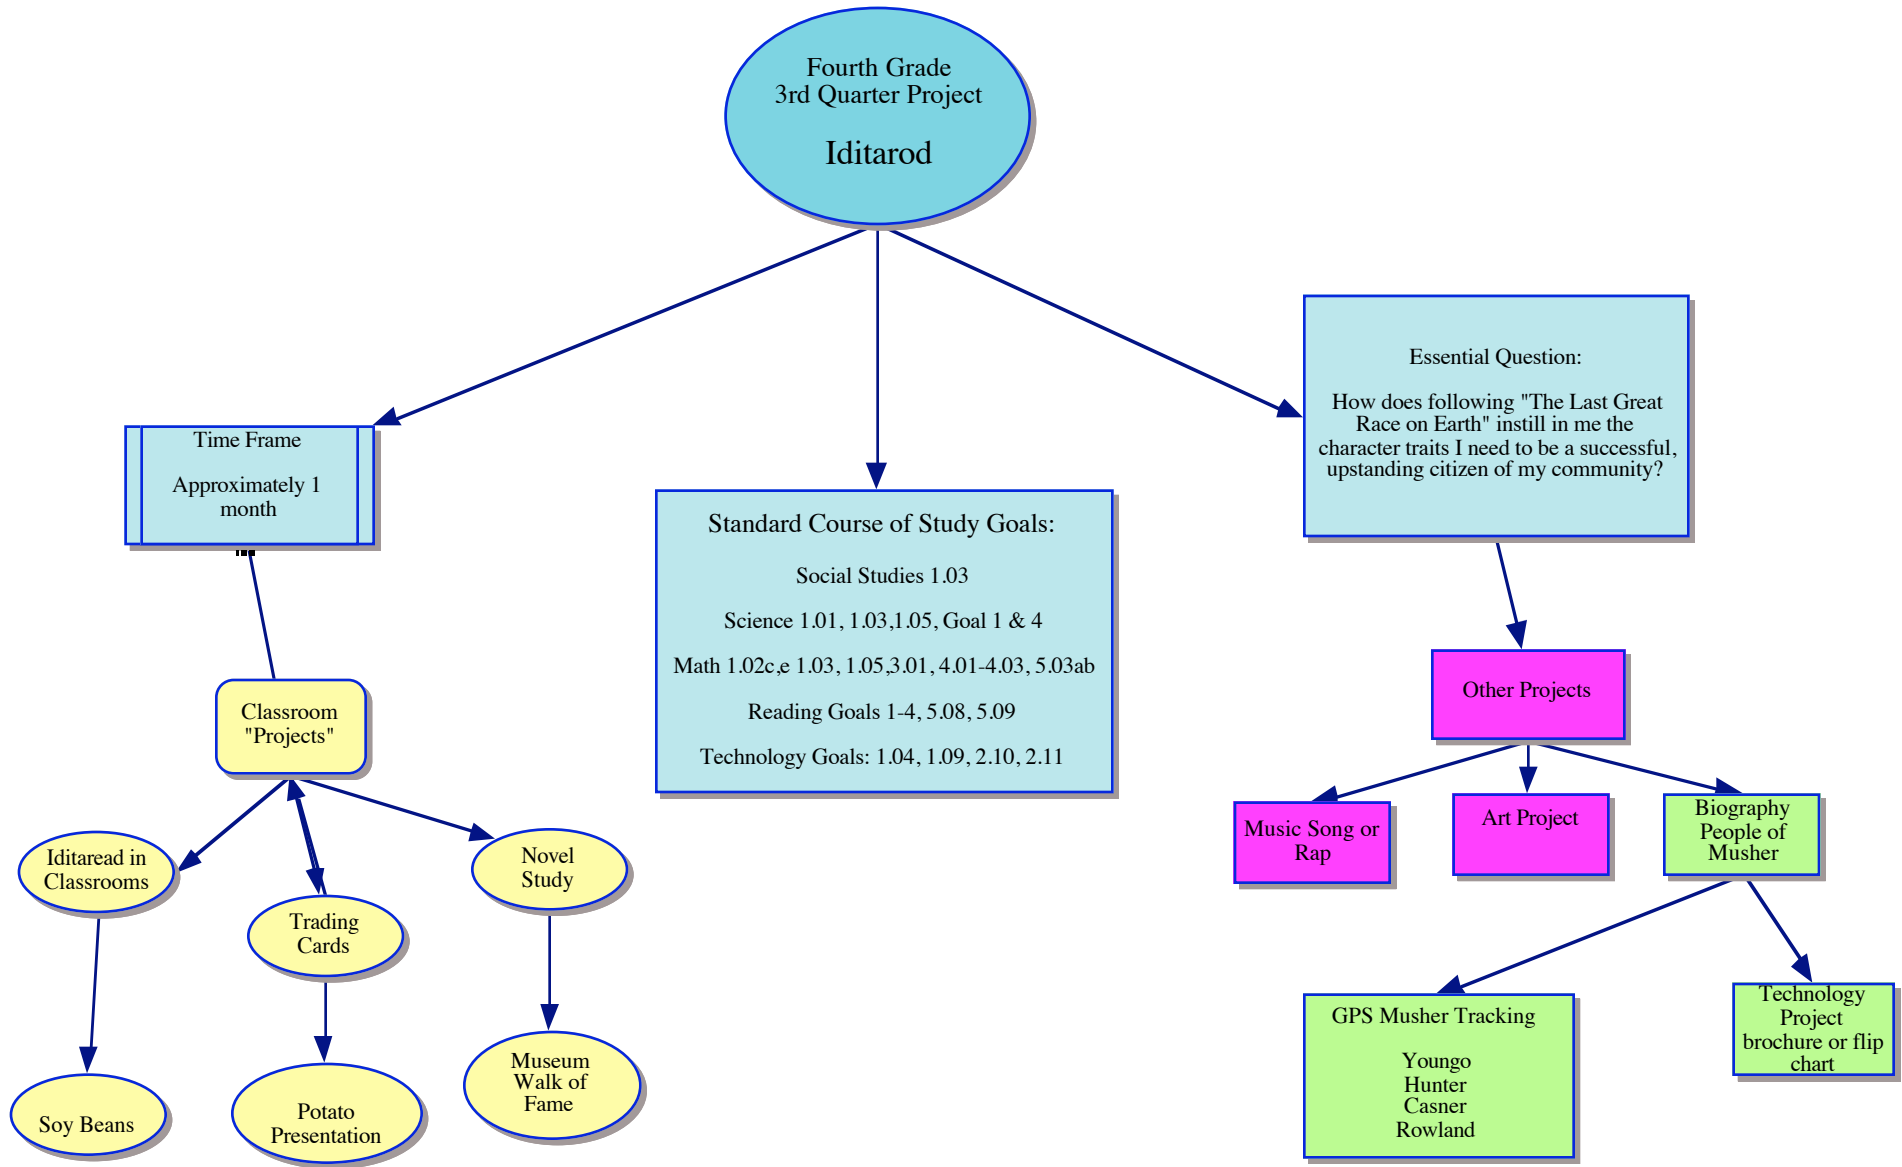 Fourth Grade
3rd Quarter Project
Iditarod
Essential Question:
How does following "The Last Great
Race on Earth" instill in me the
character traits I need to be a successful,
upstanding citizen of my community?
Time Frame
Approximately 1
month
Standard Course of Study Goals:
Social Studies 1.03
Science 1.01, 1.03,1.05, Goal 1 & 4
Math 1.02c,e 1.03, 1.05,3.01, 4.01-4.03, 5.03ab
Reading Goals 1-4, 5.08, 5.09
Technology Goals: 1.04, 1.09, 2.10, 2.11
Classroom
"Projects"
Other Projects
Iditaread in
Classrooms
Trading
Cards
Novel
Study
Music Song or
Rap
Art Project
Biography
People of
Musher
Soy Beans
Potato
Presentation
Museum
Walk of
Fame
GPS Musher Tracking
Youngo
Hunter
Casner
Rowland
Technology
Project
brochure or flip
chart